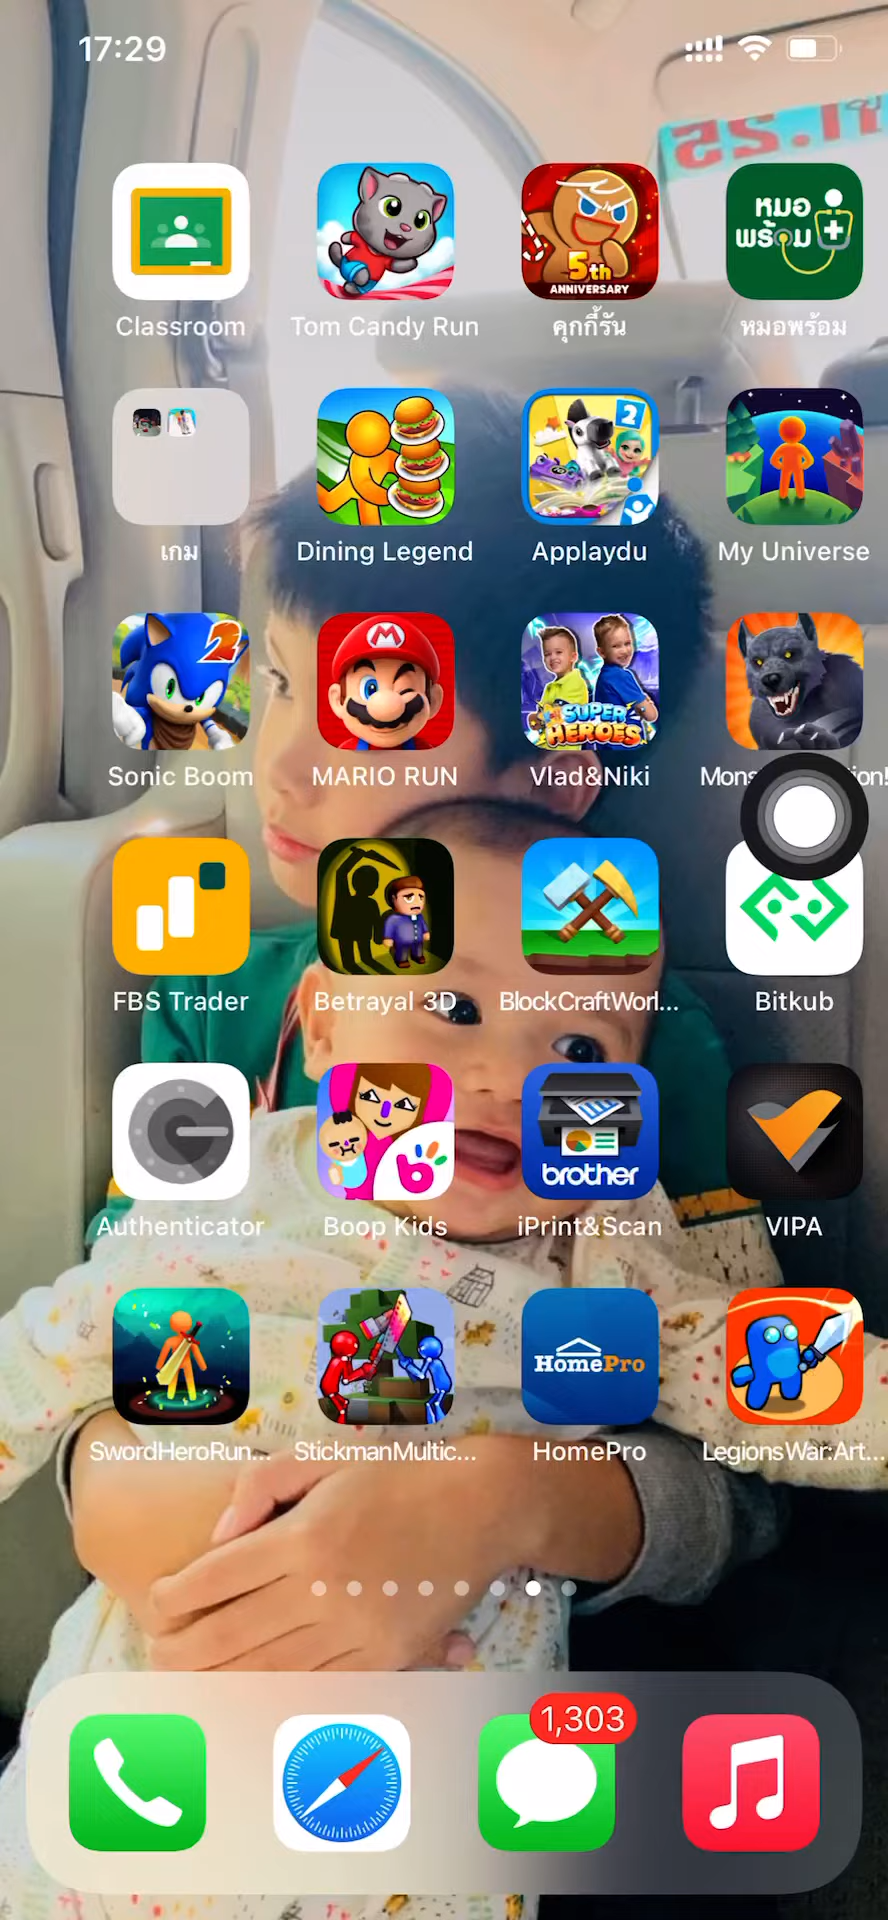 17:29
หมอ
พร้อม
5th
ANNIVERSARY
Classroom
Tom Candy Run
คุกกี้รัน
หมอพร้อม
2
เกม
Dining Legend
Applaydu
My Universe
2
M
SUPER
HEROES
Sonic Boom
MARIO RUN
Vlad&Niki
FBS Trader
Betrayal 3D
BlockCraftWorl...
Bitkub
b
brother
Authenticator
Boop Kids
iPrint&Scan
VIPA
HomePro
SwordHeroRun...
StickmanMultic...
HomePro
LegionsWar:Art...
1,303